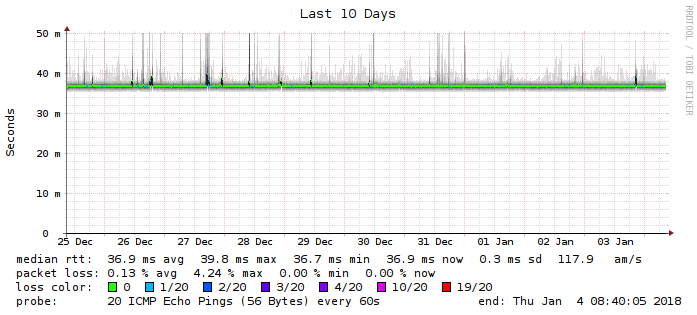 Last 10 Days
RRDTOOL / TOBI OETIKER
Seconds
50 m
40 m
30 m
20 m
10 m
0
25 Dec 26 Dec 27 Dec 28 Dec 29 Dec 30 Dec 31 Dec 01 Jan 02 Jan 03 Jan
median rtt: 36.9 ms avg 39.8 ms max 36.7 ms min 36.9 ms now 0.3 ms sd 117.9 am/s
packet loss: 0.13 % avg 4.24 % max 0.00 % min 0.00 % now
loss color: 0 1/20 2/20 3/20 4/20 10/20 19/20
probe: 20 ICMP Echo Pings (56 Bytes) every 60s end: Thu Jan 4 08:40:05 2018